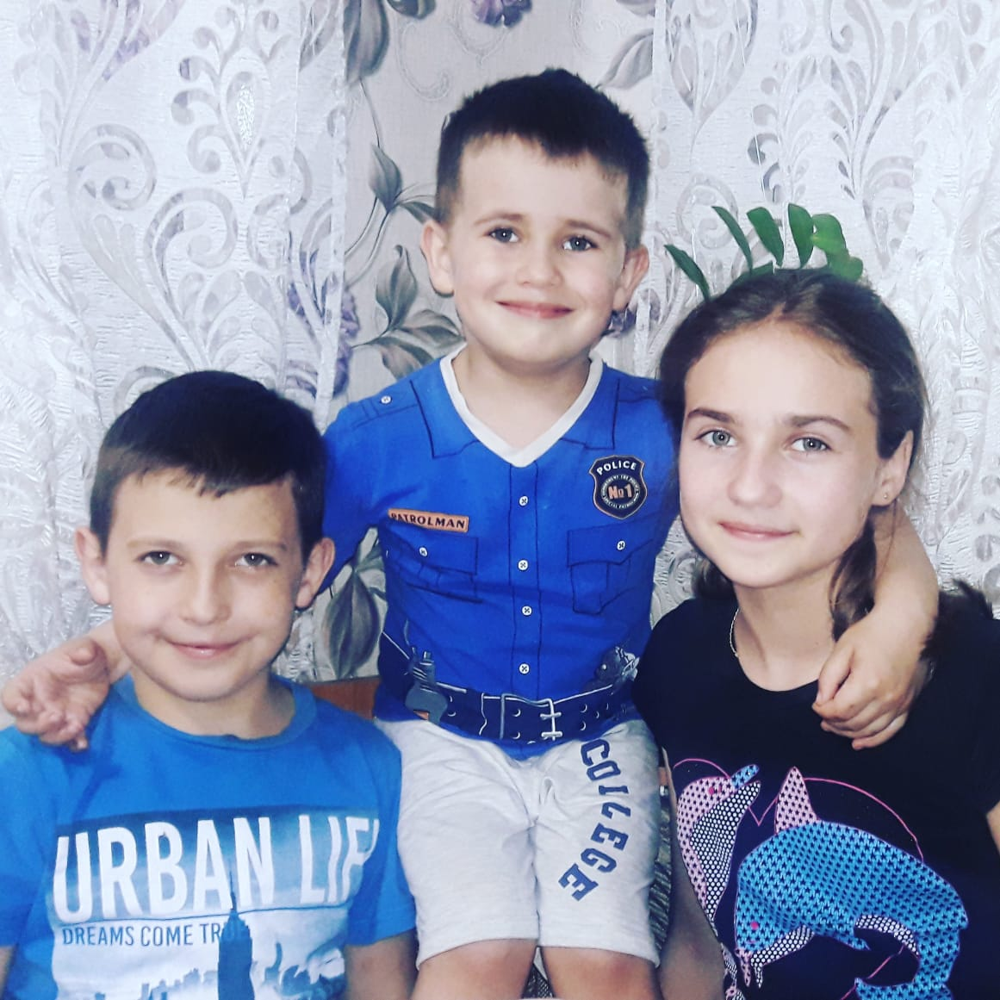 POLICE
No1
PATROLMAN
COLLEGE
URBAN LIF
DREAMS COME TR